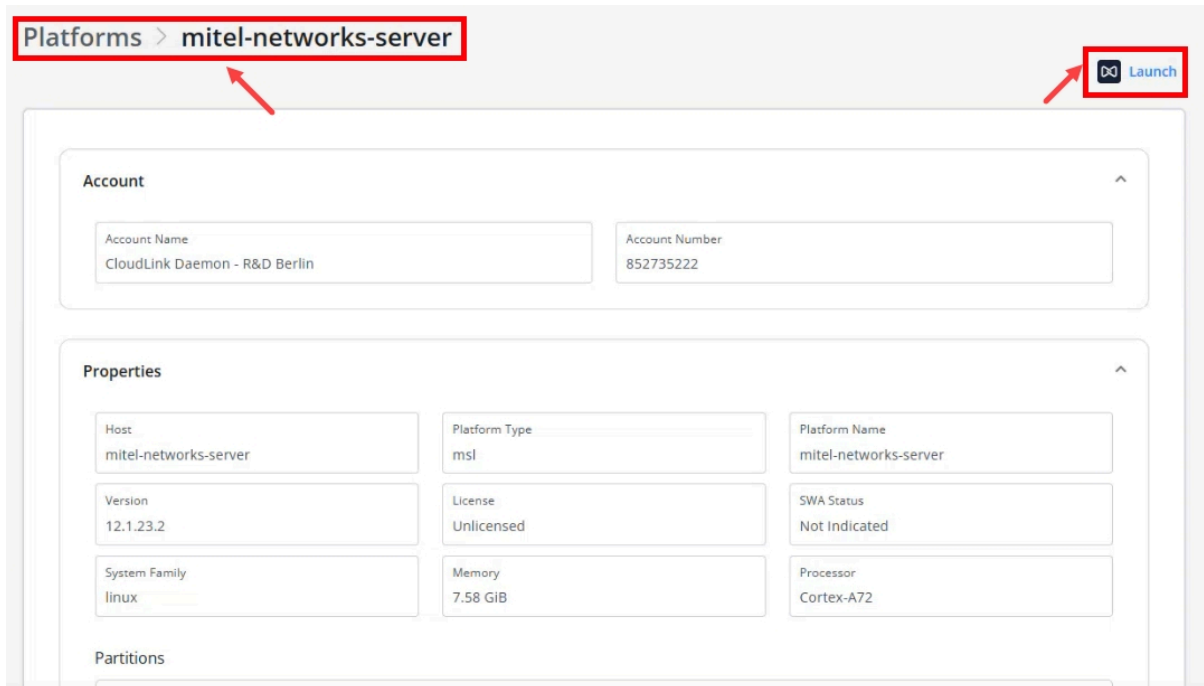 Platforms > mitel-networks-server
Launch
Account
Account Name
CloudLink Daemon - R&D Berlin
Account Number
852735222
Properties
Host
mitel-networks-server
Platform Type
msl
Platform Name
mitel-networks-server
Version
12.1.23.2
License
Unlicensed
SWA Status
Not Indicated
System Family
linux
Memory
7.58 GiB
Processor
Cortex-A72
Partitions